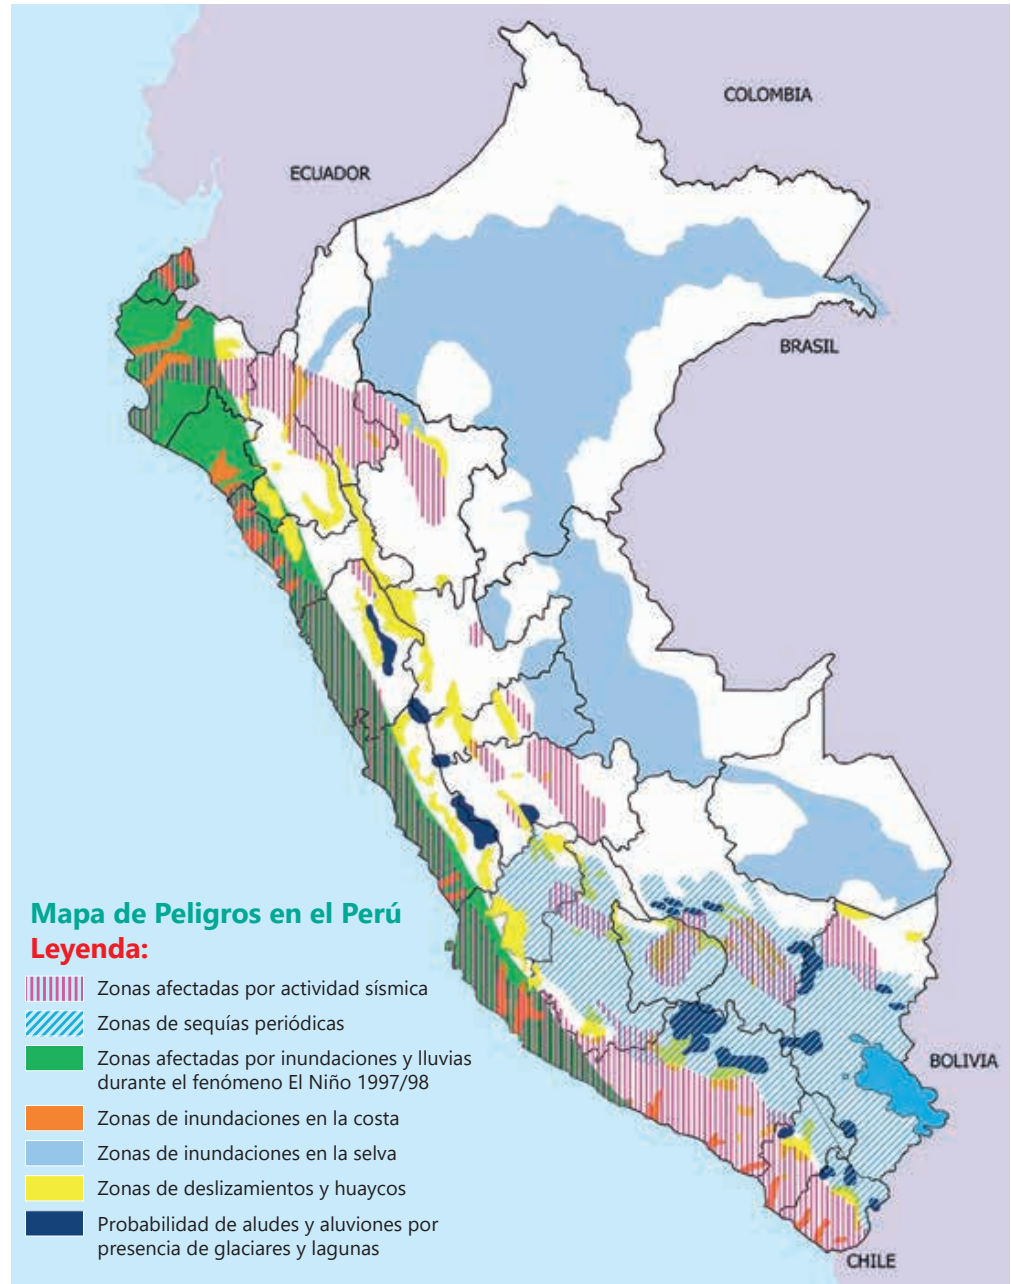 COLOMBIA
ECUADOR
BRASIL
Mapa de Peligros en el Perú
Leyenda:
Zonas afectadas por actividad sísmica
Zonas de sequías periódicas
Zonas afectadas por inundaciones y lluvias
durante el fenómeno El Niño 1997/98
Zonas de inundaciones en la costa
Zonas de inundaciones en la selva
Zonas de deslizamientos y huaycos
Probabilidad de aludes y aluviones por
presencia de glaciares y lagunas
BOLIVIA
CHILE